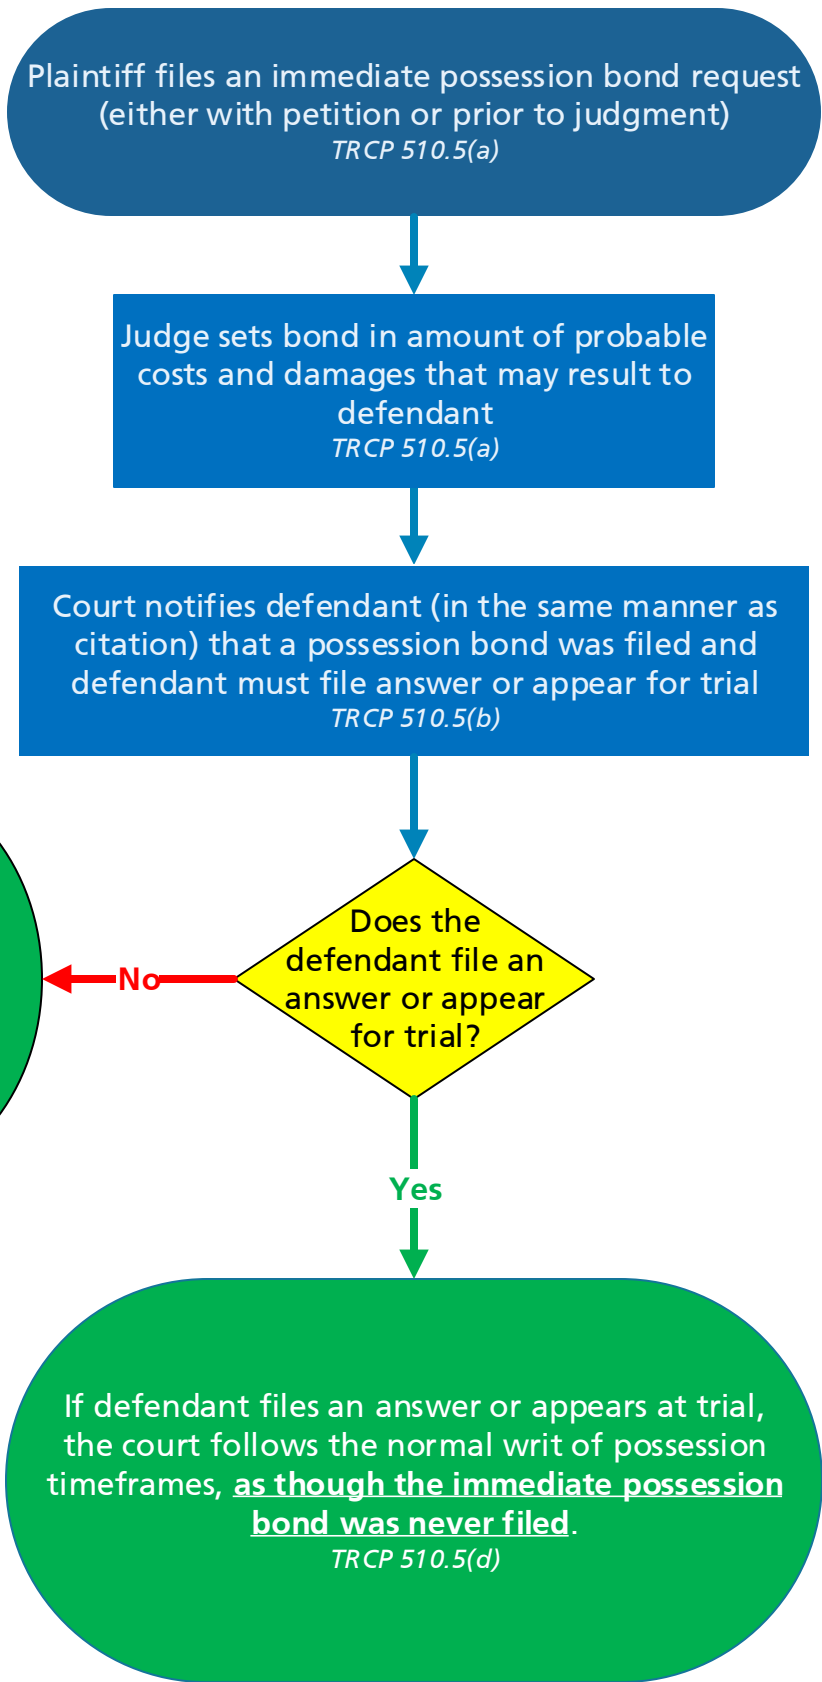 Plaintiff files an immediate possession bond request
(either with petition or prior to judgment)
TRCP 510.5(a)
Judge sets bond in amount of probable
costs and damages that may result to
defendant
TRCP 510.5(a)
Court notifies defendant (in the same manner as
citation) that a possession bond was filed and
defendant must file answer or appear for trial
TRCP 510.5(b)
Does the
defendant file an
answer or appear
for trial?
No
Yes
If defendant files an answer or appears at trial,
the court follows the normal writ of possession
timeframes, as though the immediate possession
bond was never filed.
TRCP 510.5(d)